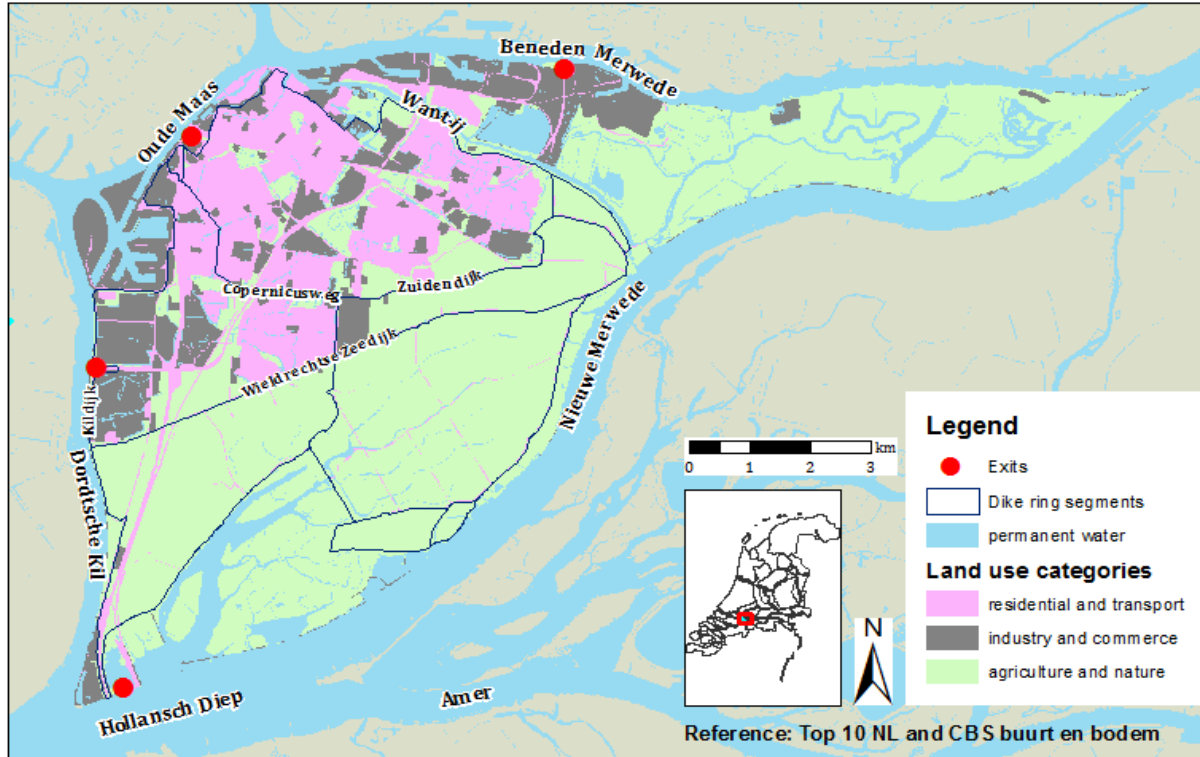 Beneden Merwede
Oude Maas
Want-ij
Copernicusweg
Zuidendijk
Wieldrechtse Zeedijk
Nieuwe Merwede
Kildijk
Dordtsche Kil
Hollansch Diep
Amer
km
0 1 2 3
N
Legend
Exits
Dike ring segments
permanent water
Land use categories
residential and transport
industry and commerce
agriculture and nature
Reference: Top 10 NL and CBS buurt en bodem